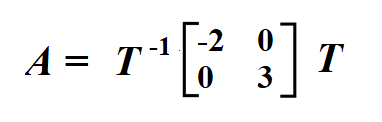 A = T⁻¹ [-2 0
0 3] T